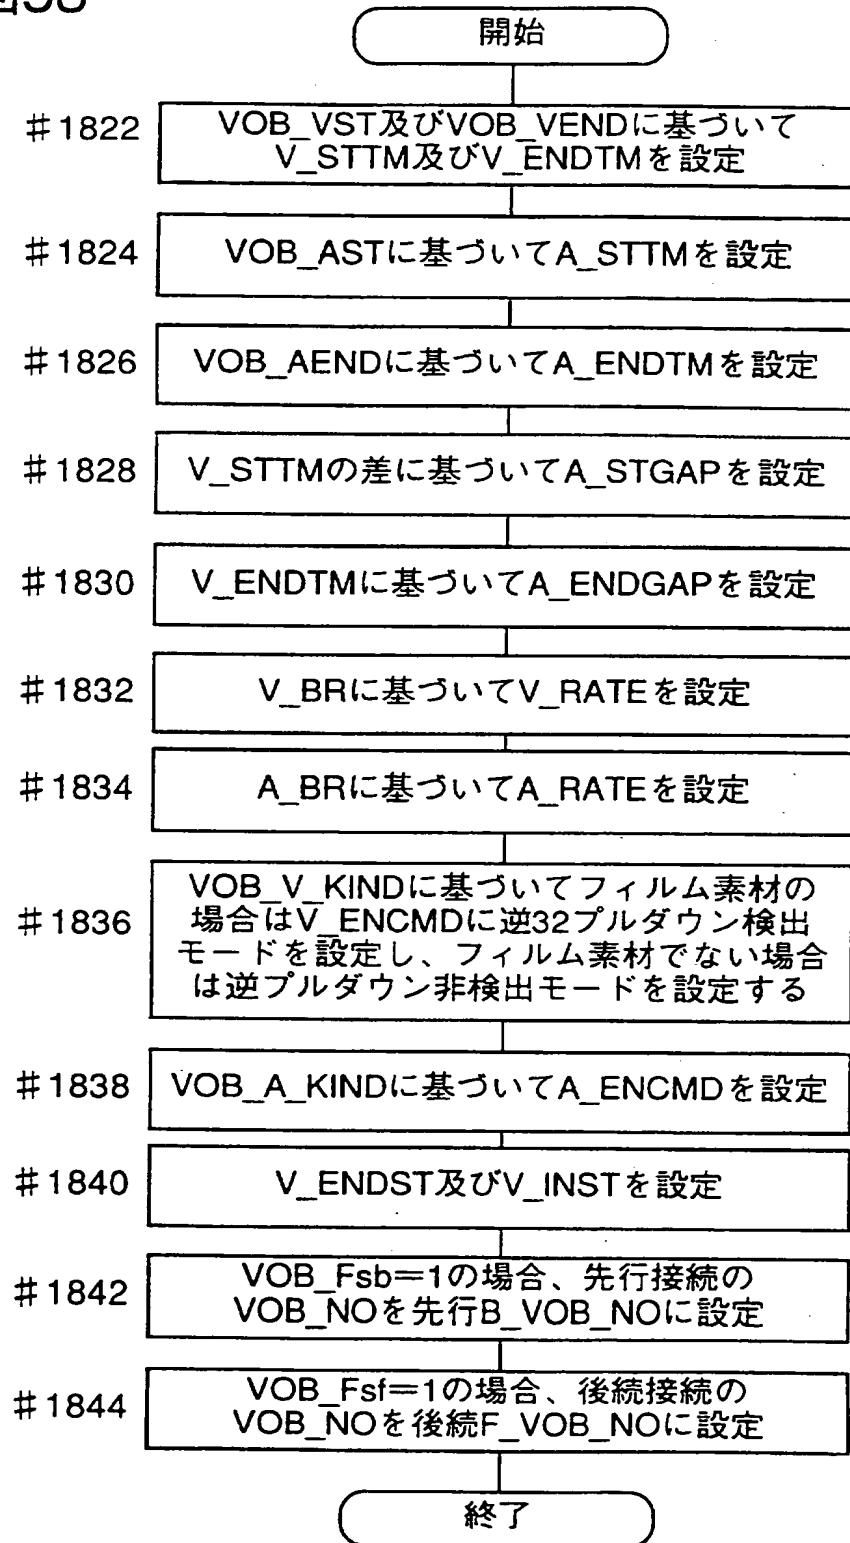 開始
#1822
VOB_VST及びVOB_VENDに基づいて
V_STTM及びV_ENDTMを設定
#1824
VOB_ASTに基づいてA_STTMを設定
#1826
VOB_AENDに基づいてA_ENDTMを設定
#1828
V_STTMの差に基づいてA_STGAPを設定
#1830
V_ENDTMに基づいてA_ENDGAPを設定
#1832
V_BRに基づいてV_RATEを設定
#1834
A_BRに基づいてA_RATEを設定
#1836
VOB_V_KINDに基づいてフィルム素材の
場合はV_ENCMDに逆32プルダウン検出
モードを設定し、フィルム素材でない場合
は逆プルダウン非検出モードを設定する
#1838
VOB_A_KINDに基づいてA_ENCMDを設定
#1840
V_ENDST及びV_INSTを設定
#1842
VOB_Fsb=1の場合、先行接続の
VOB_NOを先行B_VOB_NOに設定
#1844
VOB_Fsf=1の場合、後続接続の
VOB_NOを後続F_VOB_NOに設定
終了